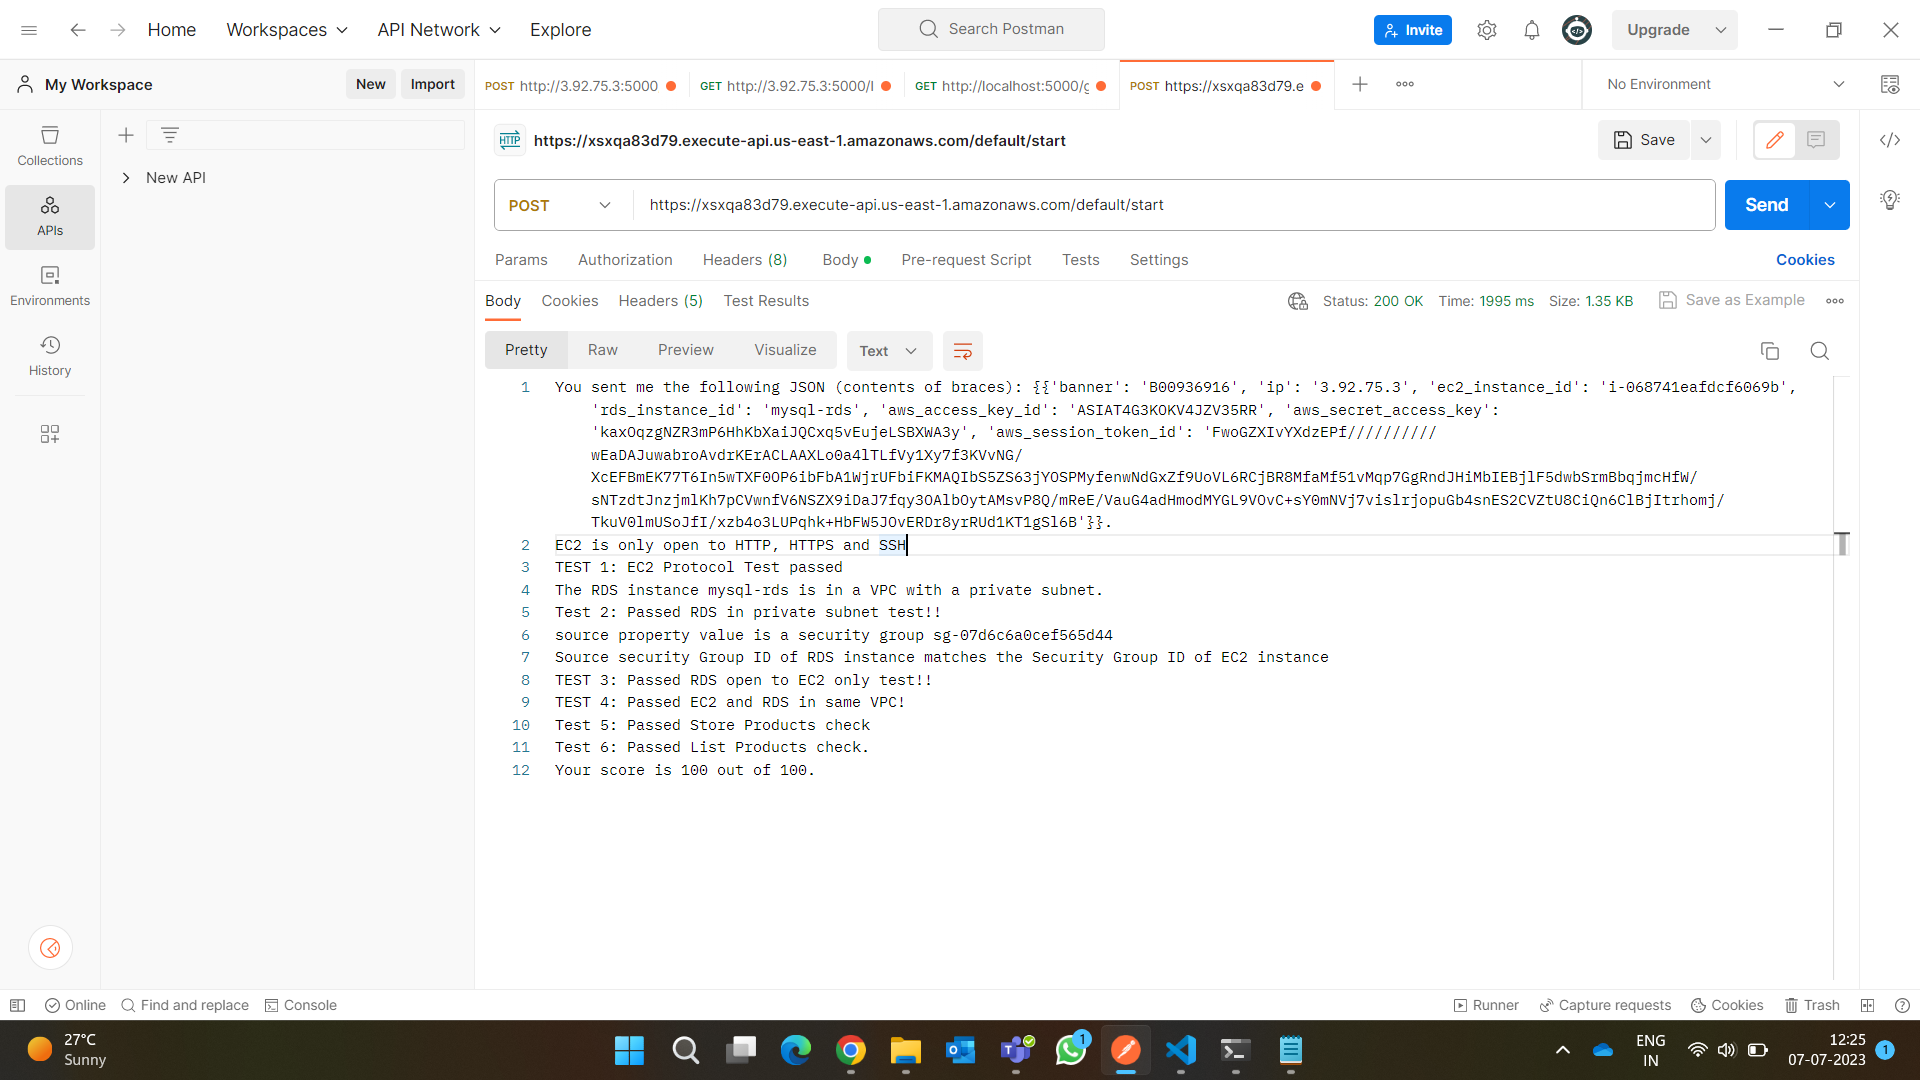 Home Workspaces API Network Explore Search Postman Invite Upgrade
My Workspace New Import POST http://3.92.75.3:5000 GET http://3.92.75.3:5000/l GET http://localhost:5000/g POST https://xsxqa83d79.e No Environment
HTTP https://xsxqa83d79.execute-api.us-east-1.amazonaws.com/default/start Save
Collections
New API
POST https://xsxqa83d79.execute-api.us-east-1.amazonaws.com/default/start Send
APIs
Params Authorization Headers (8) Body Pre-request Script Tests Settings Cookies
Environments
Body Cookies Headers (5) Test Results Status: 200 OK Time: 1995 ms Size: 1.35 KB Save as Example
Pretty Raw Preview Visualize Text
History
1 You sent me the following JSON (contents of braces): {{'banner': 'B00936916', 'ip': '3.92.75.3', 'ec2_instance_id': 'i-068741eafdcf6069b',
'rds_instance_id': 'mysql-rds', 'aws_access_key_id': 'ASIAT4G3KOKV4JZV35RR', 'aws_secret_access_key':
'kaxOqzgNZR3mP6HhKbXaiJQCxq5vEujeLSBXWA3y', 'aws_session_token_id': 'FwoGZXIvYXdzEPf//////////
wEaDAJuwabroAvdrKErACLAAXLo0a4lTLfVy1Xy7f3KVvNG/
XcEFBmEK77T6In5wTXF0OP6ibFbA1WjrUFbiFKMAQIbS5ZS63jYOSPMyfenwNdGxZf9UoVL6RCjBR8MfaMf51vMqp7GgRndJHiMbIEBjlF5dwbSrmBbqjmcHfW/
sNTzdtJnzjmlKh7pCVwnfV6NSZX9iDaJ7fqy3OAlbOytAMsvP8Q/mReE/VauG4adHmodMYGL9VOvC+sY0mNVj7vislrjopuGb4snES2CVZtU8CiQn6ClBjItrhomj/
TkuV0lmUSoJfI/xzb4o3LUPqhk+HbFW5JOvERDr8yrRUd1KT1gSl6B'}}.
2 EC2 is only open to HTTP, HTTPS and SSH
3 TEST 1: EC2 Protocol Test passed
4 The RDS instance mysql-rds is in a VPC with a private subnet.
5 Test 2: Passed RDS in private subnet test!!
6 source property value is a security group sg-07d6c6a0cef565d44
7 Source security Group ID of RDS instance matches the Security Group ID of EC2 instance
8 TEST 3: Passed RDS open to EC2 only test!!
9 TEST 4: Passed EC2 and RDS in same VPC!
10 Test 5: Passed Store Products check
11 Test 6: Passed List Products check.
12 Your score is 100 out of 100.
Online Find and replace Console Runner Capture requests Cookies Trash
27°C
Sunny
1
ENG
IN
12:25
07-07-2023
1